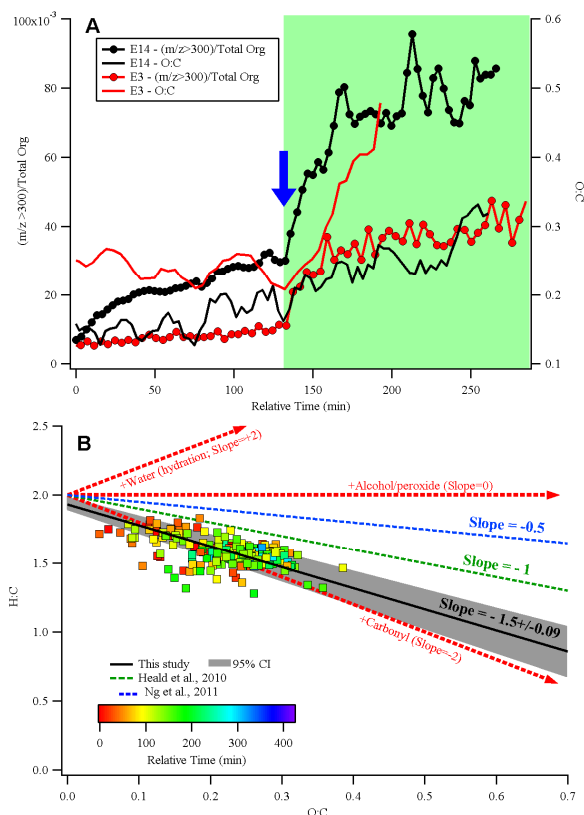 A
E14 - (m/z>300)/Total Org
E14 - O:C
E3 - (m/z>300)/Total Org
E3 - O:C
100x10-3
80
60
40
20
0
(m/z >300)/Total Org
0.6
0.5
0.4
0.3
0.2
0.1
O:C
0 50 100 150 200 250
Relative Time (min)
B
2.5
2.0
1.5
1.0
0.5
0.0
H:C
+Water (hydration; Slope=+2)
+Alcohol/peroxide (Slope=0)
Slope = -0.5
Slope = - 1
Slope = - 1.5+/-0.09
+Carbonyl (Slope=-2)
This study 95% CI
Heald et al., 2010
Ng et al., 2011
0 100 200 300 400
Relative Time (min)
0.0 0.1 0.2 0.3 0.4 0.5 0.6 0.7
O:C